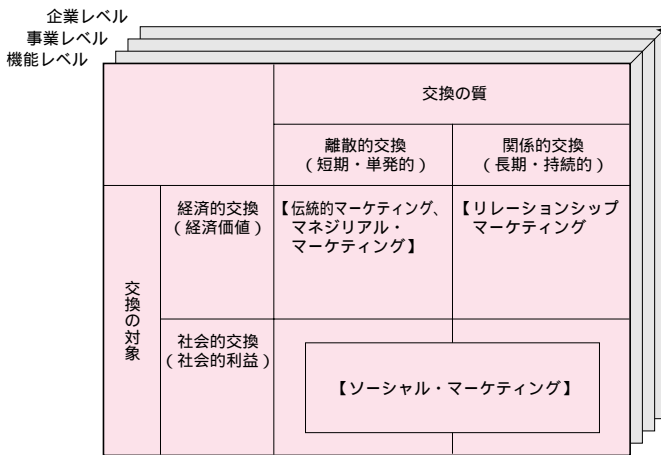 企業レベル
事業レベル
機能レベル
交換の質
離散的交換
(短期・単発的)
関係的交換
(長期・持続的)
交換の対象
経済的交換
(経済価値)
【伝統的マーケティング、
マネジリアル・
マーケティング】
【リレーションシップ
マーケティング
社会的交換
(社会的利益)
【ソーシャル・マーケティング】